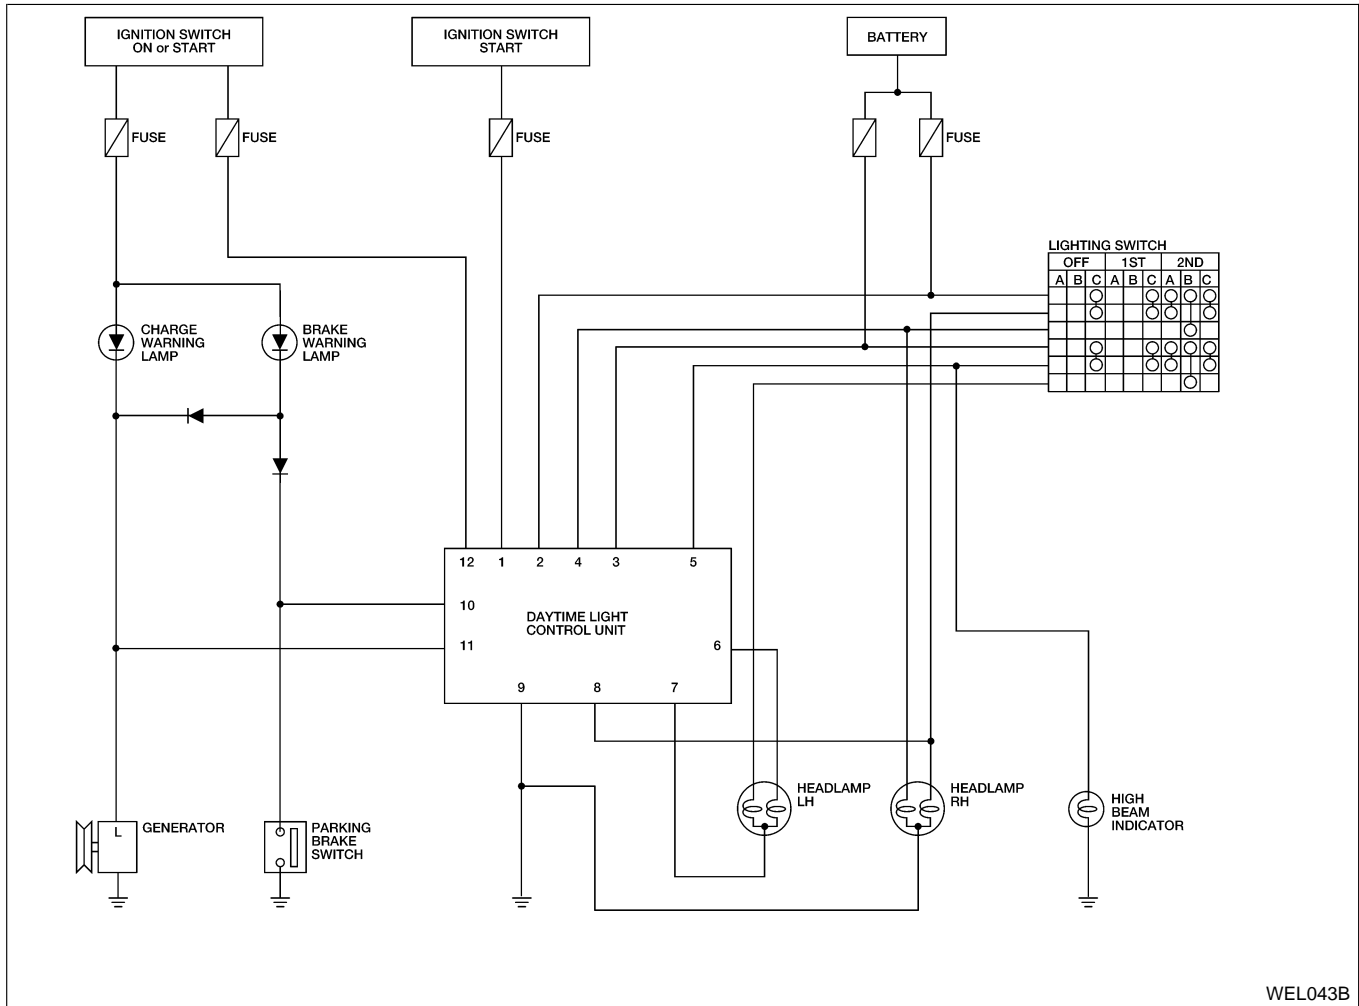 IGNITION SWITCH
ON or START
IGNITION SWITCH
START
BATTERY
FUSE
FUSE
FUSE
FUSE
LIGHTING SWITCH
OFF 1ST 2ND
A B C A B C A B C
CHARGE
WARNING
LAMP
BRAKE
WARNING
LAMP
12 1 2 4 3 5
10
DAYTIME LIGHT
CONTROL UNIT
11
6
9 8 7
HEADLAMP
LH
HEADLAMP
RH
HIGH
BEAM
INDICATOR
L
GENERATOR
PARKING
BRAKE
SWITCH
WEL043B